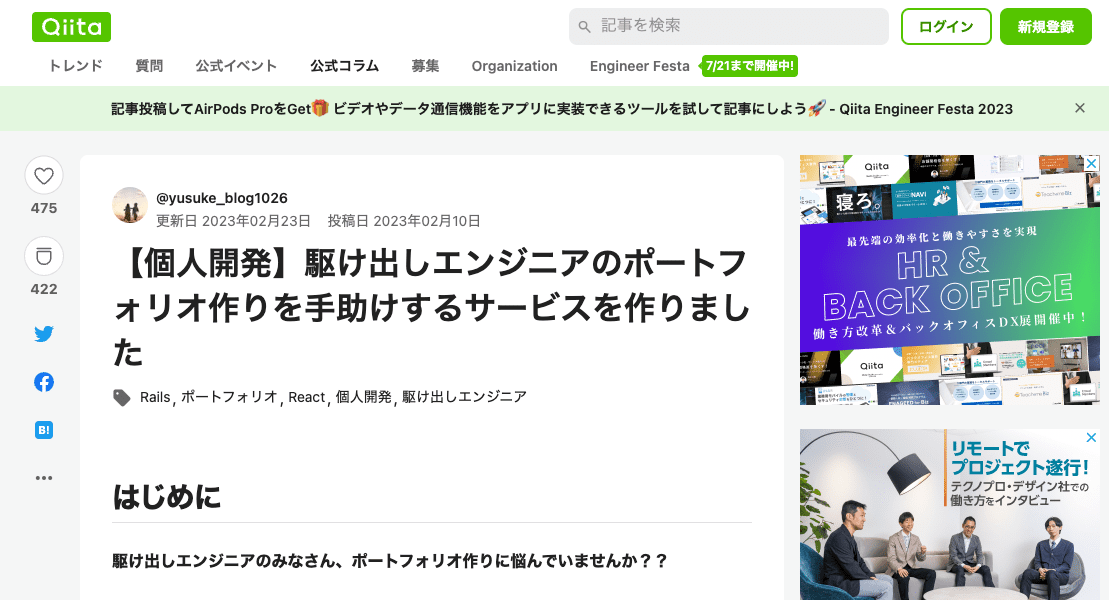 Qiita
記事を検索
ログイン
新規登録
トレンド
質問
公式イベント
公式コラム
募集
Organization
Engineer Festa
7/21まで開催中!
記事投稿してAirPods ProをGet🎁 ビデオやデータ通信機能をアプリに実装できるツールを試して記事にしよう🚀 - Qiita Engineer Festa 2023
475
422
B!
@yusuke_blog1026
更新日 2023年02月23日 投稿日 2023年02月10日
【個人開発】駆け出しエンジニアのポートフ
ォリオ作りを手助けするサービスを作りまし
た
Rails, ポートフォリオ, React, 個人開発, 駆け出しエンジニア
はじめに
駆け出しエンジニアのみなさん、ポートフォリオ作りに悩んでいませんか？？
Qiita
寝ろ。
NAVI
最先端の効率化と働きやすさを実現
HR &
BACK OFFICE
働き方改革&バックオフィスDX展開催中！
Qiita
リモートで
プロジェクト遂行!
テクノプロ・デザイン社での
働き方をインタビュー